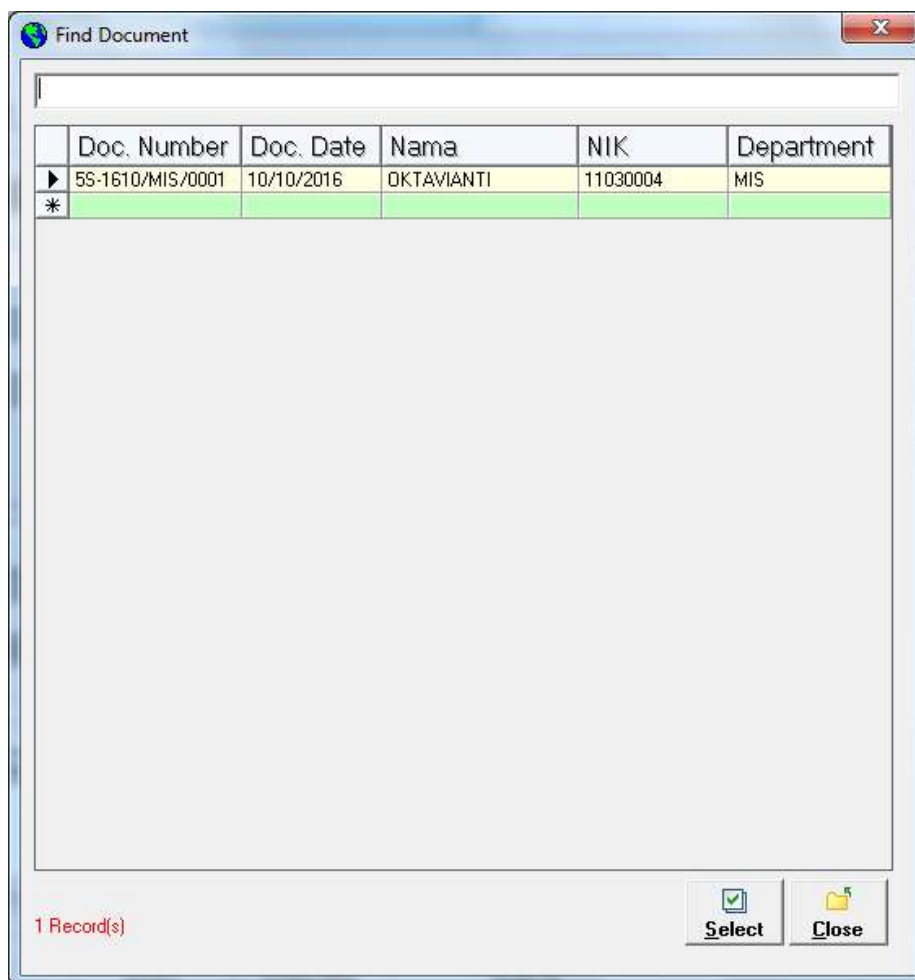 Find Document
Doc. Number Doc. Date Nama NIK Department
5S-1610/MIS/0001 10/10/2016 OKTAVIANTI 11030004 MIS
1 Record(s)
Select Close